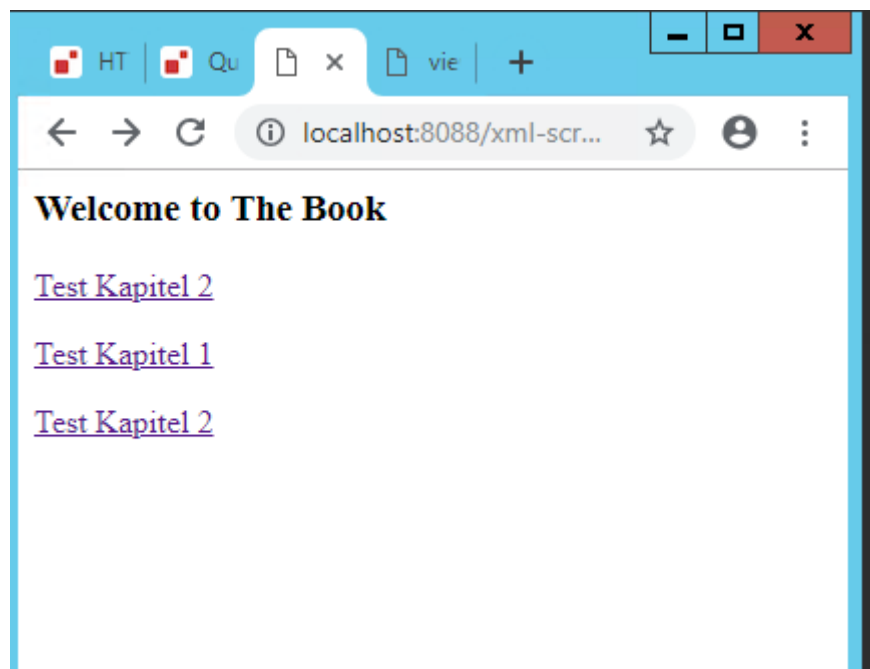 HT Qu vie
localhost:8088/xml-scr...
Welcome to The Book
Test Kapitel 2
Test Kapitel 1
Test Kapitel 2